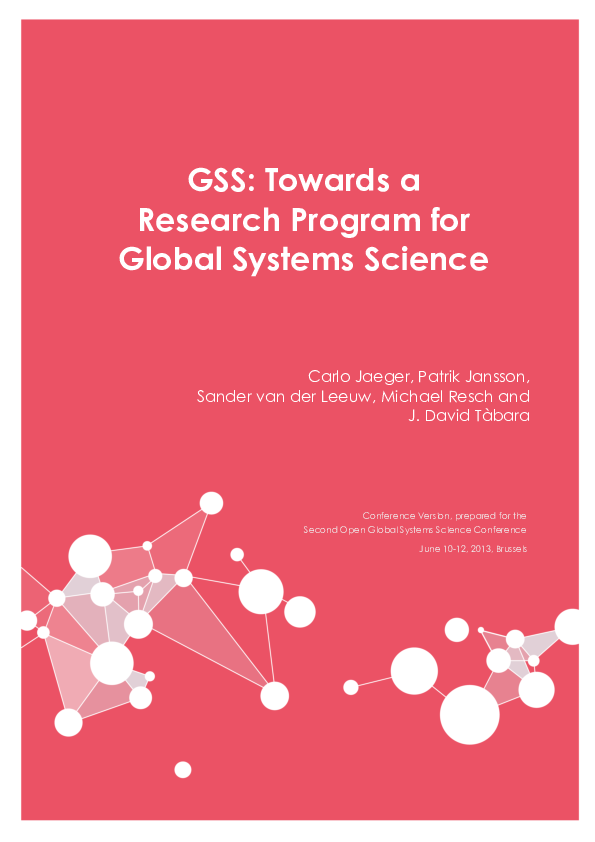 GSS: Towards a
Research Program for
Global Systems Science
Carlo Jaeger, Patrik Jansson,
Sander van der Leeuw, Michael Resch and
J. David Tàbara
Conference Version, prepared for the
Second Open Global Systems Science Conference
June 10-12, 2013, Brussels